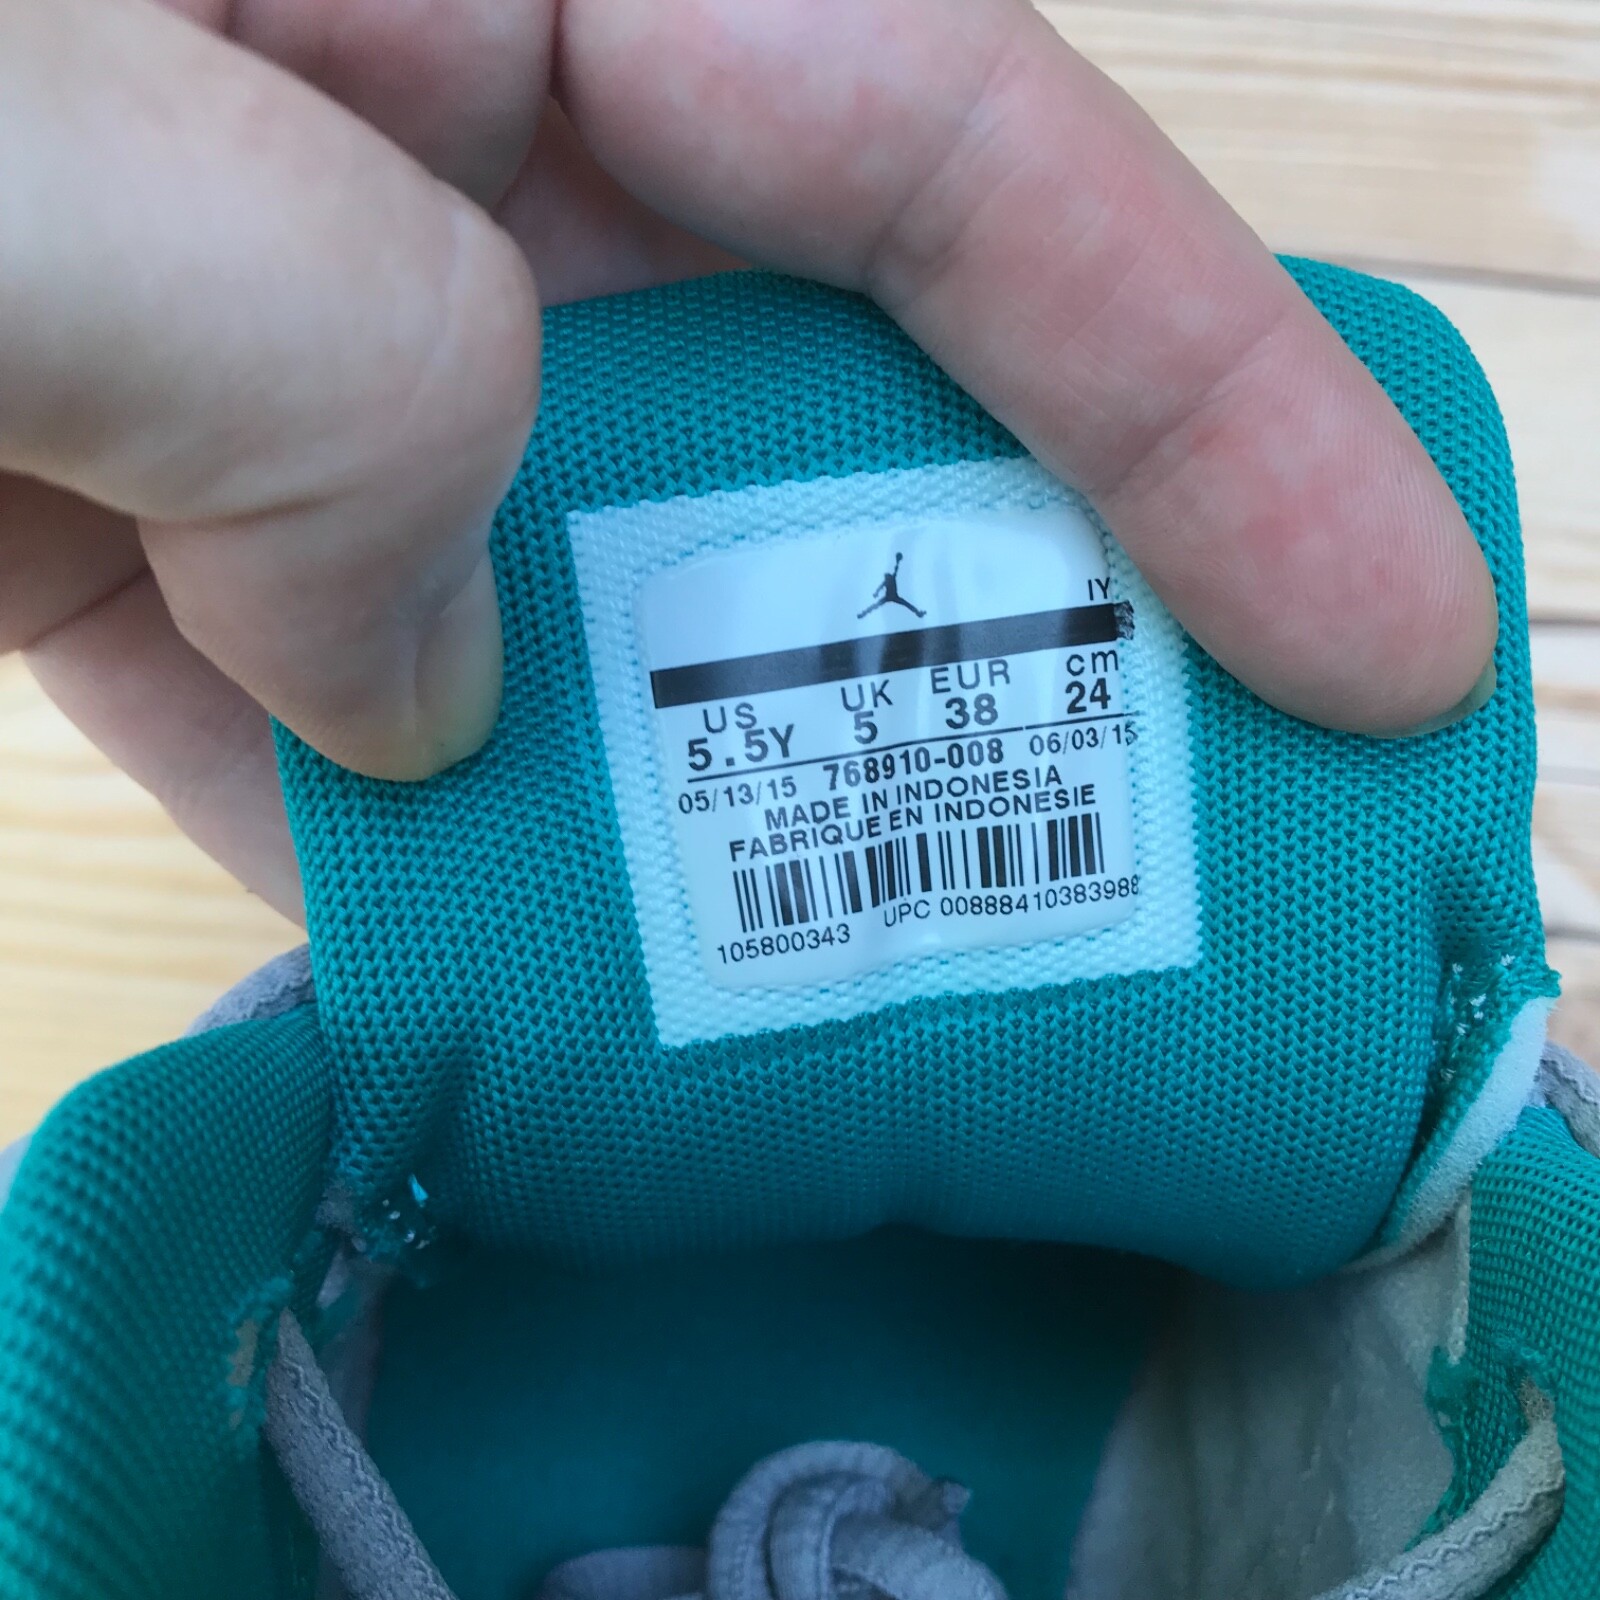 IY
US UK EUR cm
5.5Y 5 38 24
05/13/15 768910-008 06/03/15
MADE IN INDONESIA
FABRIQUE EN INDONESIE
105800343 UPC 00888410383988